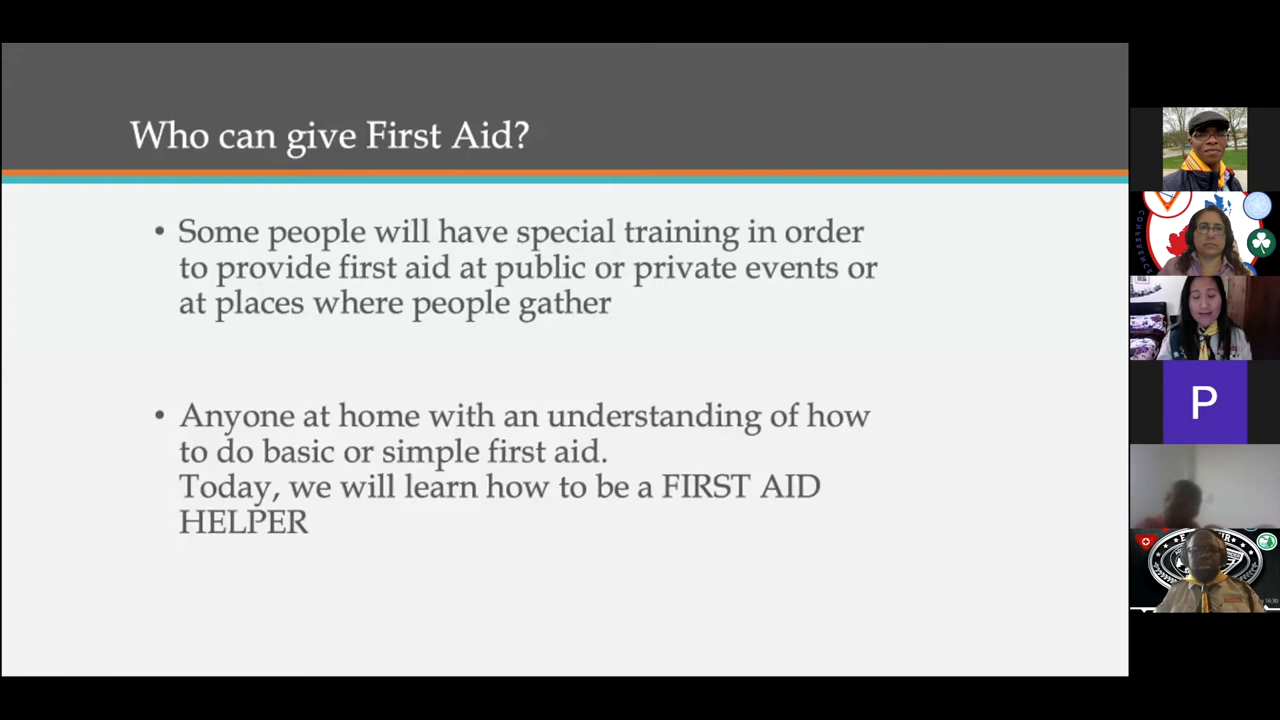 Who can give First Aid?
• Some people will have special training in order
to provide first aid at public or private events or
at places where people gather
• Anyone at home with an understanding of how
to do basic or simple first aid.
Today, we will learn how to be a FIRST AID
HELPER
P